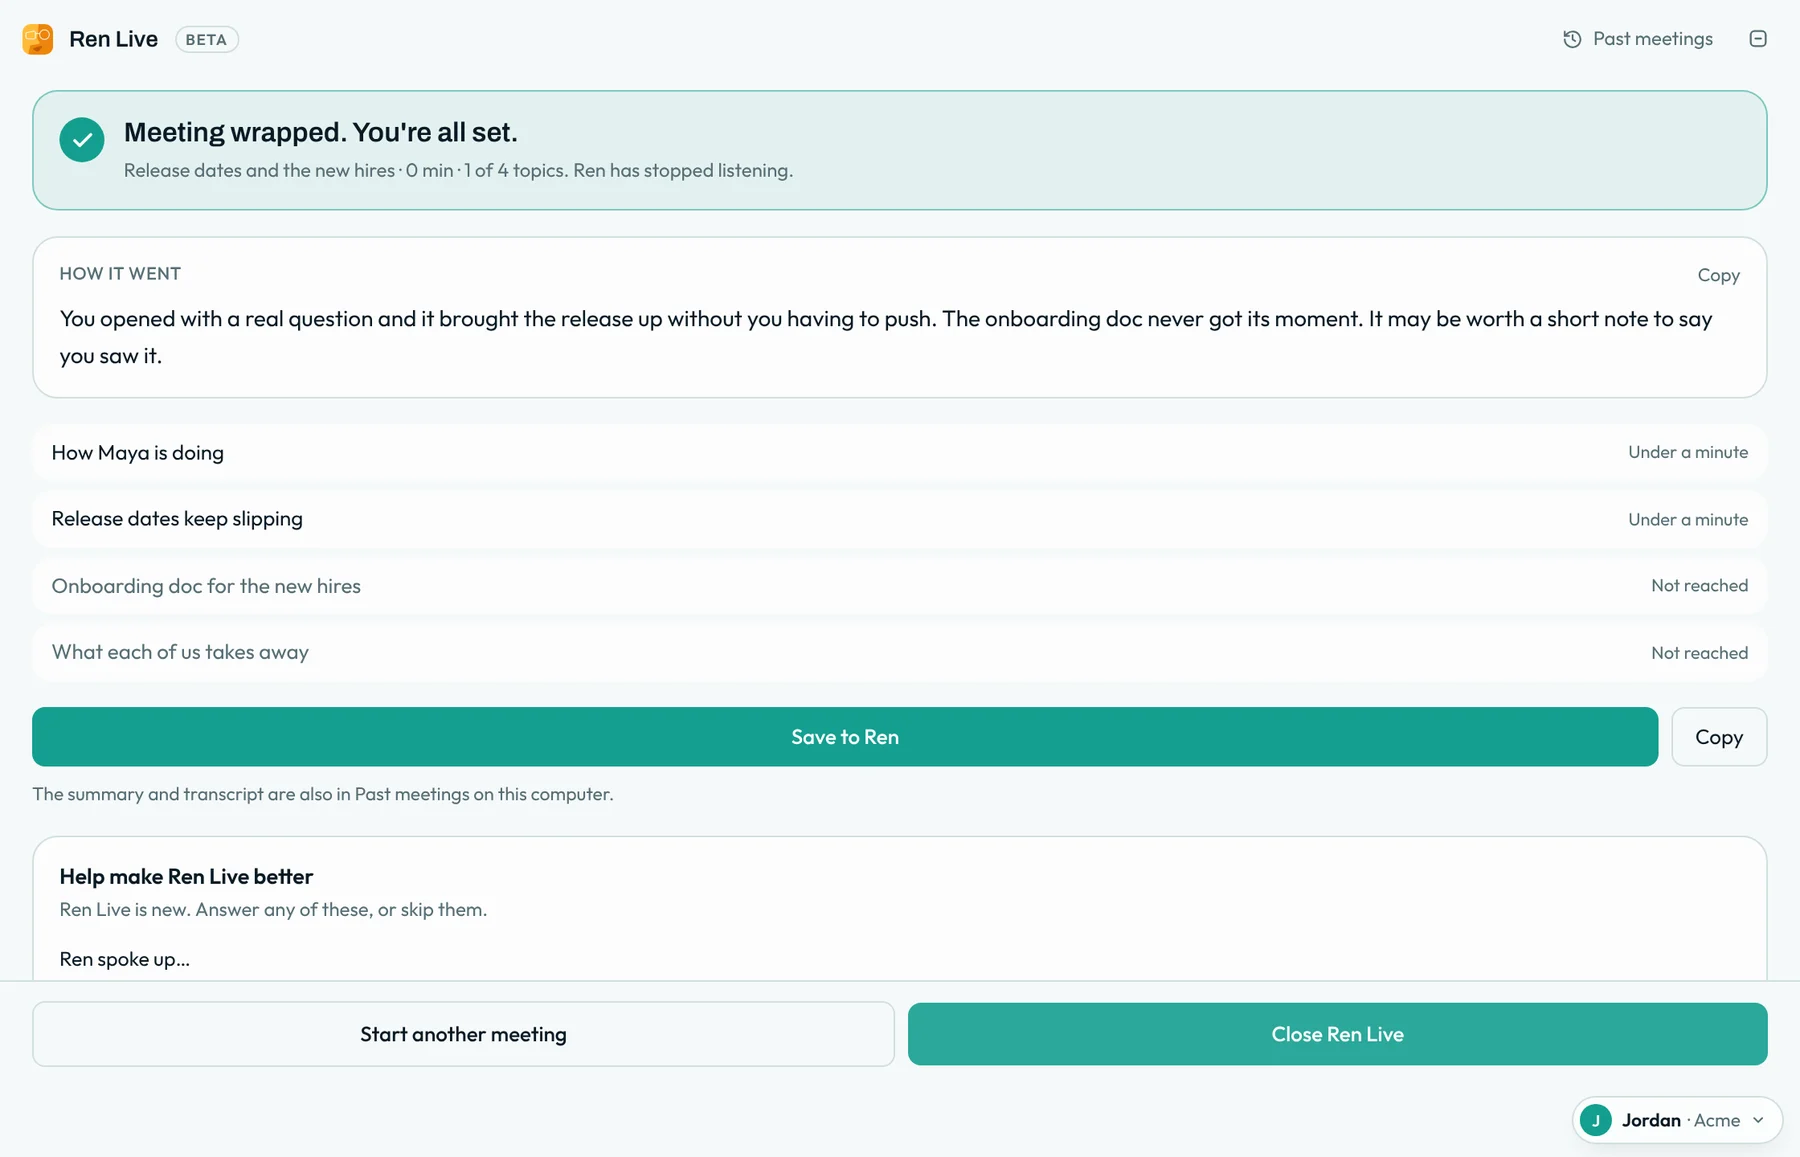 Ren Live BETA
Past meetings
Meeting wrapped. You're all set.
Release dates and the new hires · 0 min · 1 of 4 topics. Ren has stopped listening.
HOW IT WENT
Copy
You opened with a real question and it brought the release up without you having to push. The onboarding doc never got its moment. It may be worth a short note to say
you saw it.
How Maya is doing
Under a minute
Release dates keep slipping
Under a minute
Onboarding doc for the new hires
Not reached
What each of us takes away
Not reached
Save to Ren
Copy
The summary and transcript are also in Past meetings on this computer.
Help make Ren Live better
Ren Live is new. Answer any of these, or skip them.
Ren spoke up...
Start another meeting
Close Ren Live
J Jordan · Acme